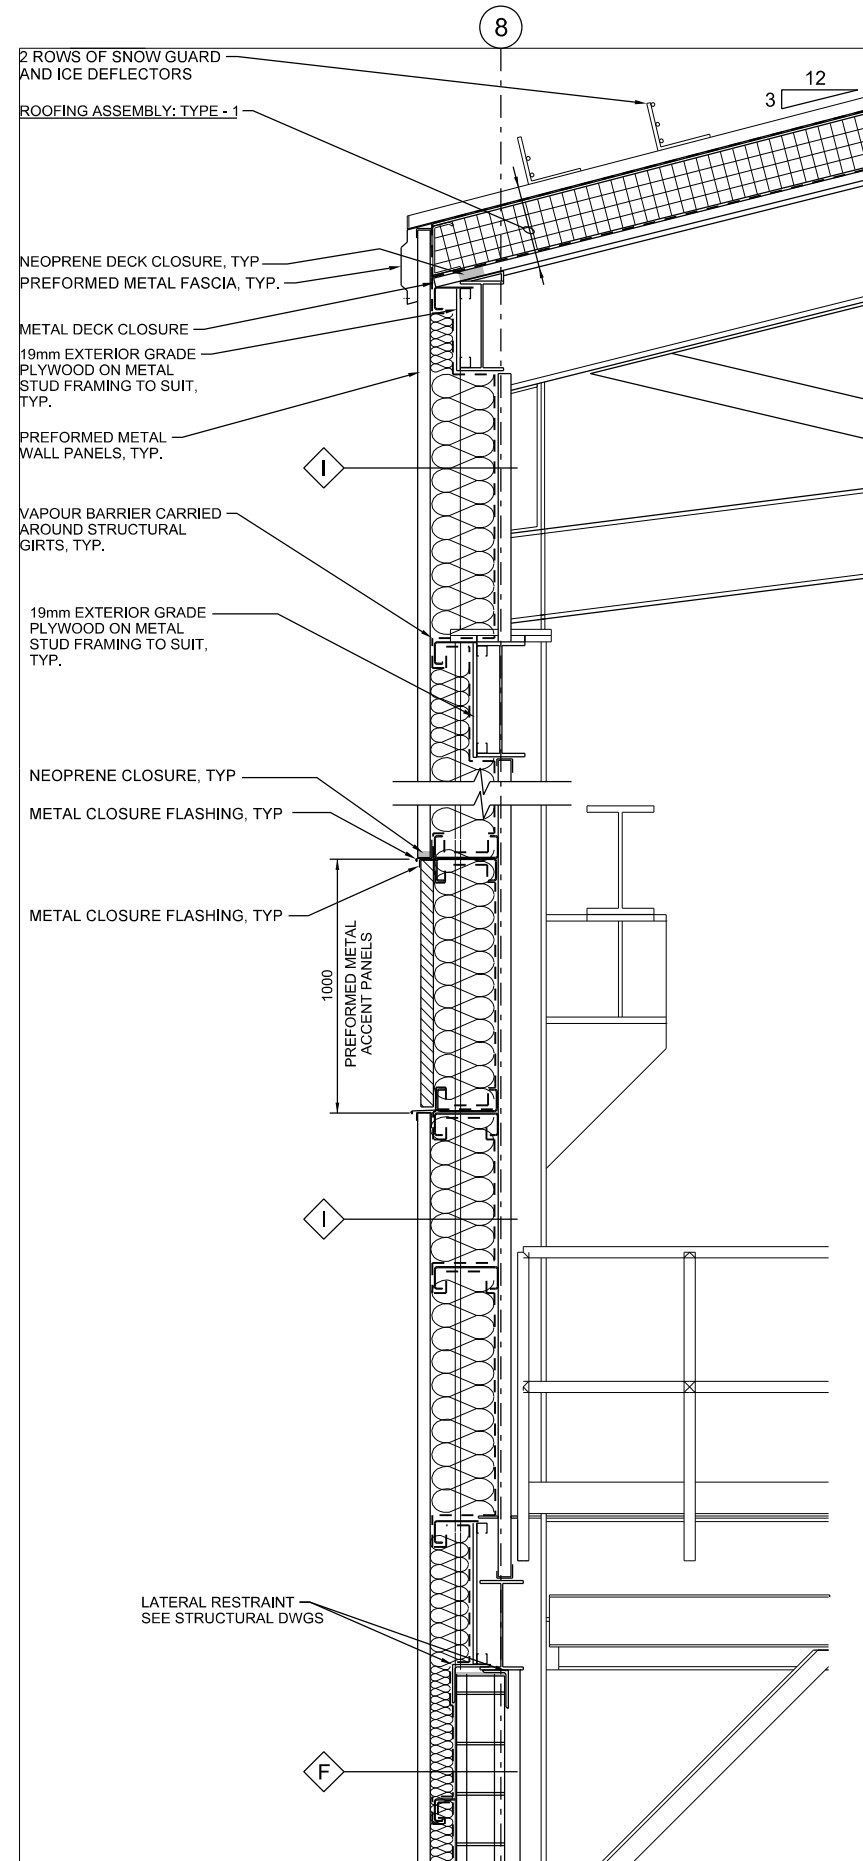 8
2 ROWS OF SNOW GUARD
AND ICE DEFLECTORS
12
3
ROOFING ASSEMBLY: TYPE - 1
NEOPRENE DECK CLOSURE, TYP
PREFORMED METAL FASCIA, TYP.
METAL DECK CLOSURE
19mm EXTERIOR GRADE
PLYWOOD ON METAL
STUD FRAMING TO SUIT,
TYP.
PREFORMED METAL
WALL PANELS, TYP.
I
VAPOUR BARRIER CARRIED
AROUND STRUCTURAL
GIRTS, TYP.
19mm EXTERIOR GRADE
PLYWOOD ON METAL
STUD FRAMING TO SUIT,
TYP.
NEOPRENE CLOSURE, TYP
METAL CLOSURE FLASHING, TYP
METAL CLOSURE FLASHING, TYP
1000
PREFORMED METAL
ACCENT PANELS
I
LATERAL RESTRAINT
SEE STRUCTURAL DWGS
F